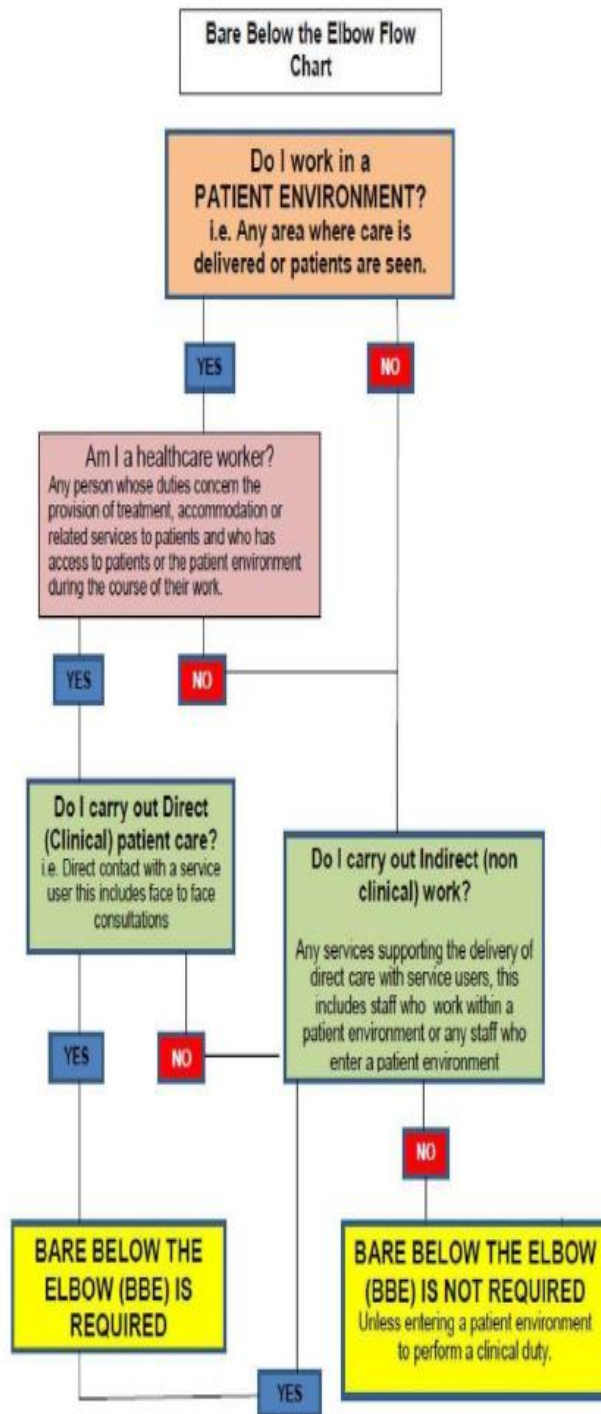 Bare Below the Elbow Flow
Chart
Do I work in a
PATIENT ENVIRONMENT?
i.e. Any area where care is
delivered or patients are seen.
YES
NO
Am I a healthcare worker?
Any person whose duties concern the
provision of treatment, accommodation or
related services to patients and who has
access to patients or the patient environment
during the course of their work.
YES
NO
Do I carry out Direct
(Clinical) patient care?
i.e. Direct contact with a service
user this includes face to face
consultations
Do I carry out Indirect (non
clinical) work?
Any services supporting the delivery of
direct care with service users, this
includes staff who work within a
patient environment or any staff who
enter a patient environment
YES
NO
NO
BARE BELOW THE
ELBOW (BBE) IS
REQUIRED
BARE BELOW THE ELBOW
(BBE) IS NOT REQUIRED
Unless entering a patient environment
to perform a clinical duty.
YES